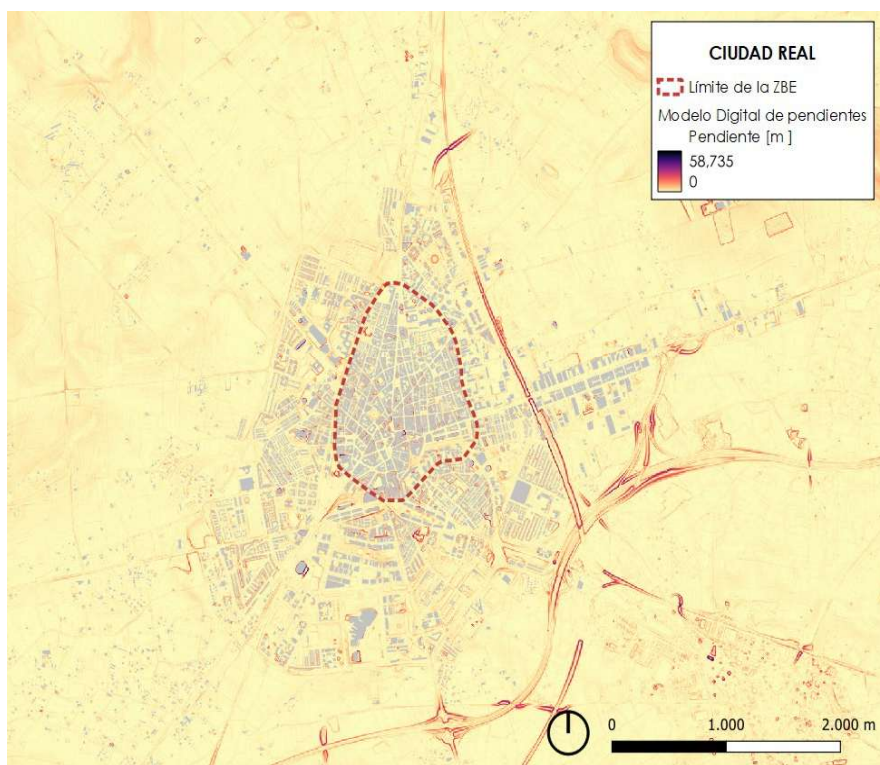 CIUDAD REAL
Límite de la ZBE
Modelo Digital de pendientes
Pendiente [m ]
58,735
0
0 1.000 2.000 m